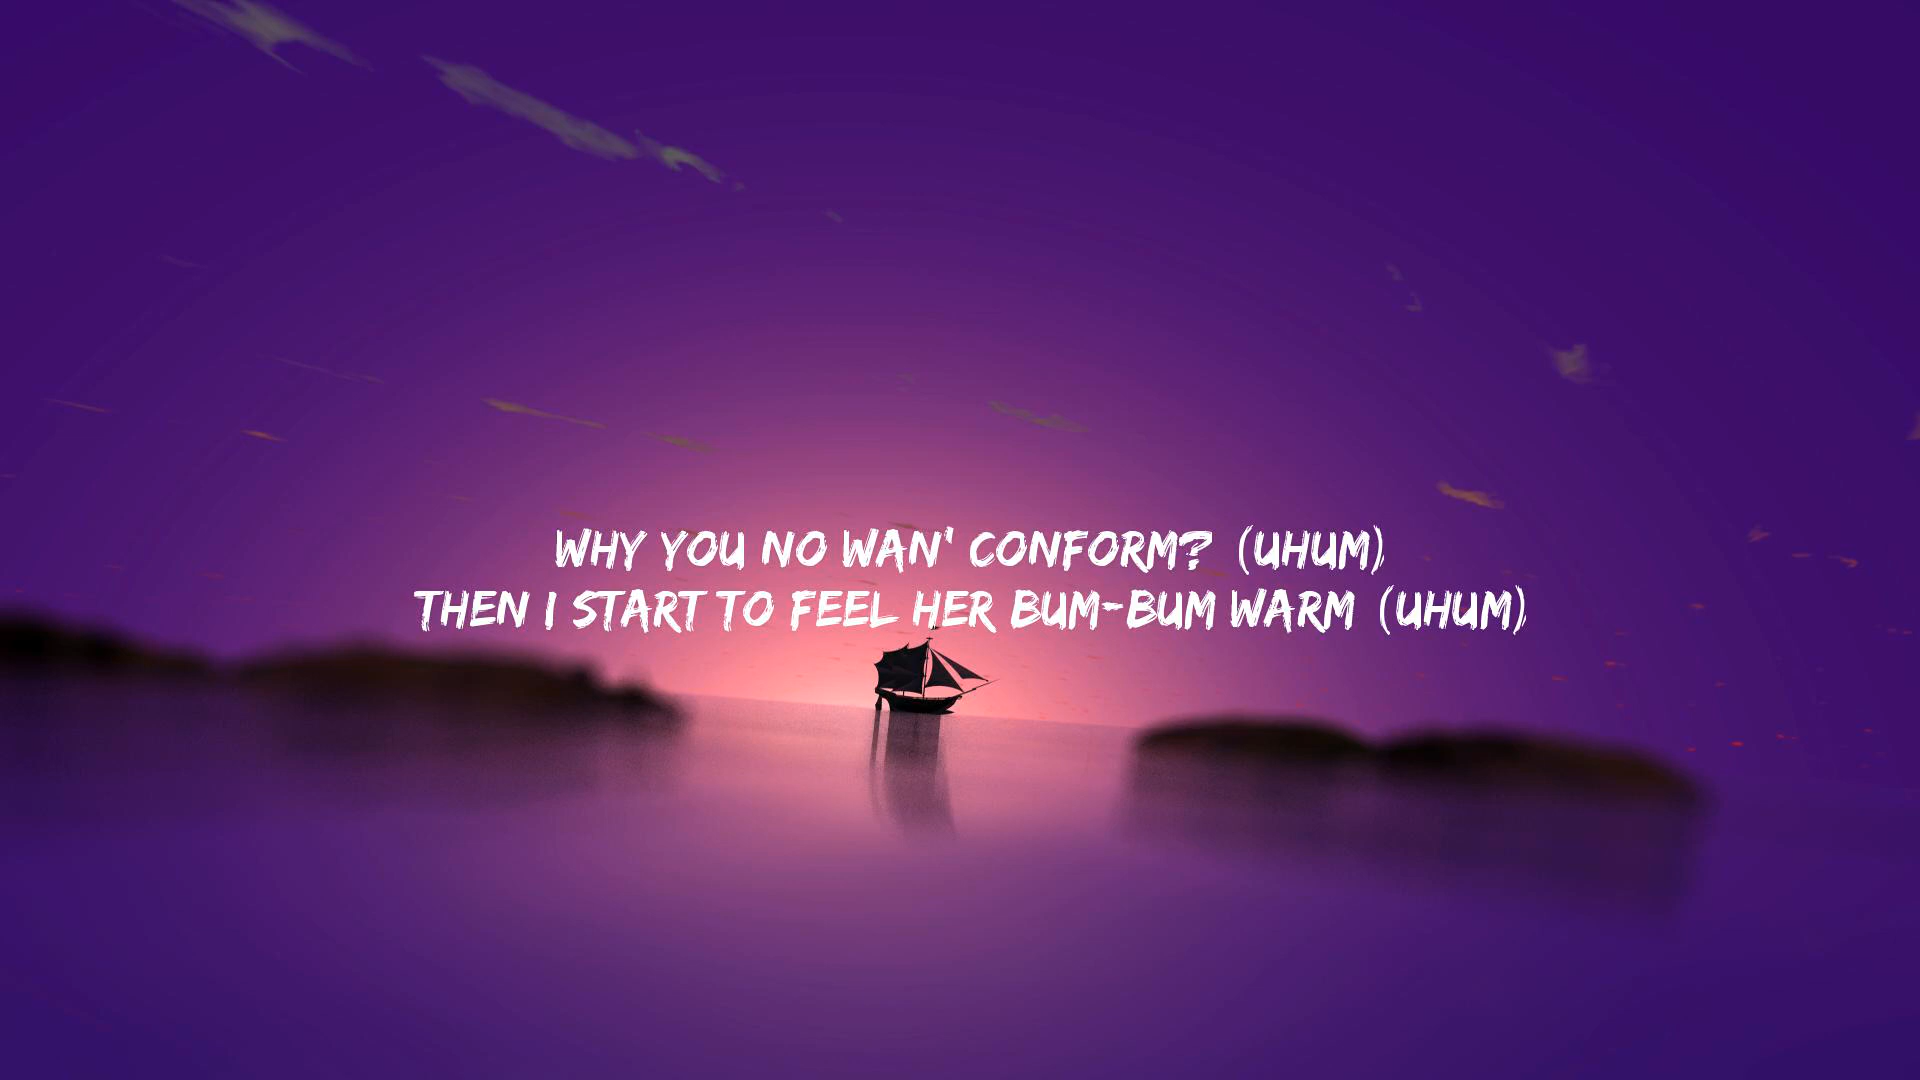 WHY YOU NO WAN' CONFORM? (UHUM)
THEN I START TO FEEL HER BUM-BUM WARM (UHUM)